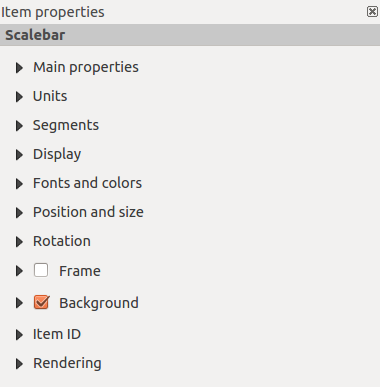 Item properties
Scalebar
Main properties
Units
Segments
Display
Fonts and colors
Position and size
Rotation
Frame
Background
Item ID
Rendering